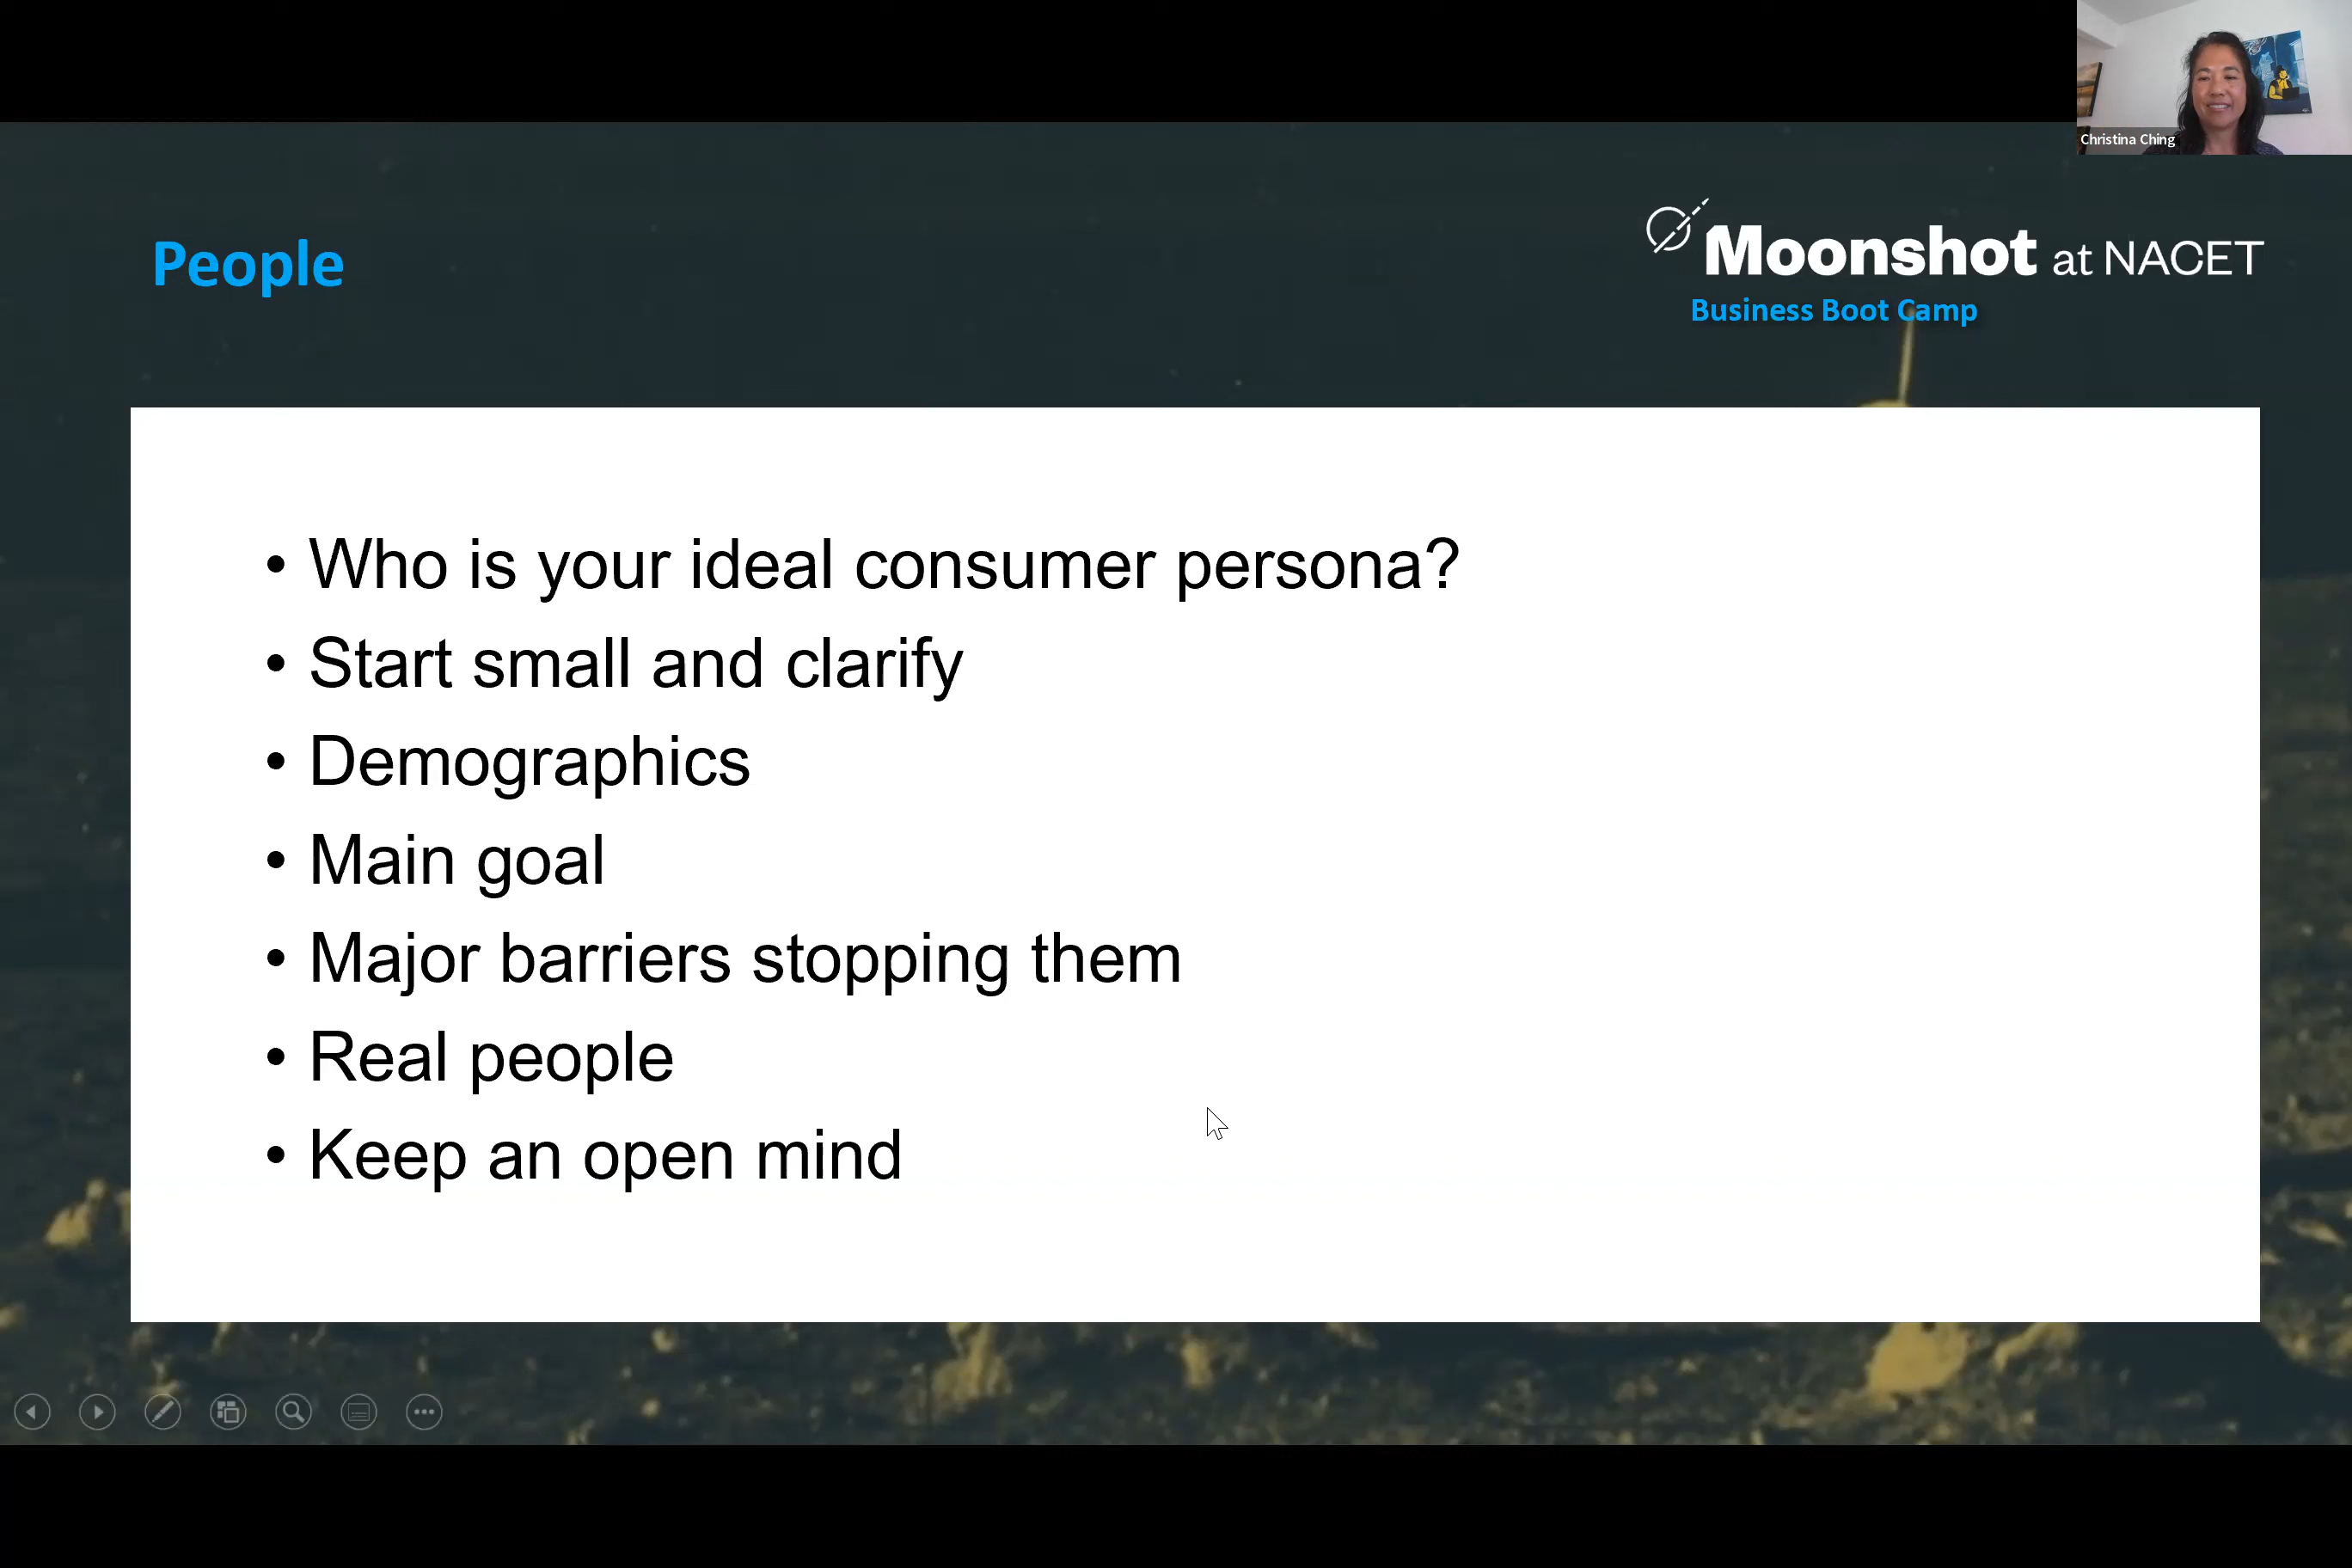 Christina Ching
People
Moonshot at NACET
Business Boot Camp
• Who is your ideal consumer persona?
• Start small and clarify
• Demographics
• Main goal
• Major barriers stopping them
• Real people
• Keep an open mind